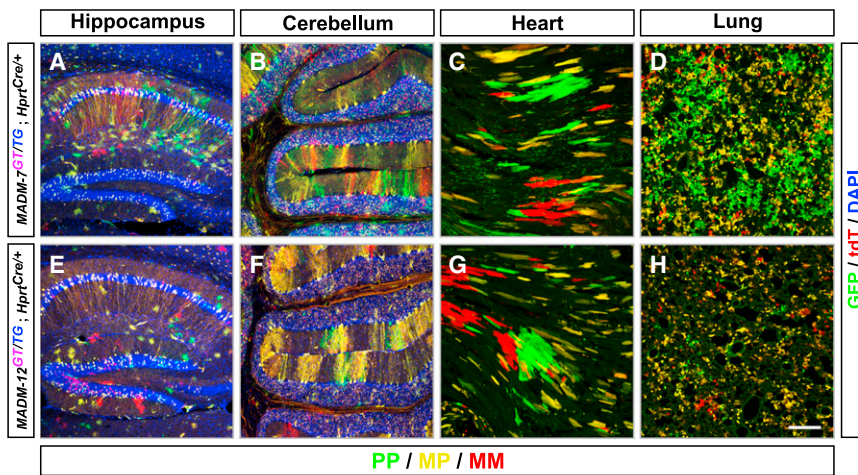 Hippocampus
Cerebellum
Heart
Lung
MADM-7GT/TG ; HprtCre/+
A
B
C
D
MADM-12GT/TG ; HprtCre/+
E
F
G
H
GFP / tdT / DAPI
PP / MP / MM